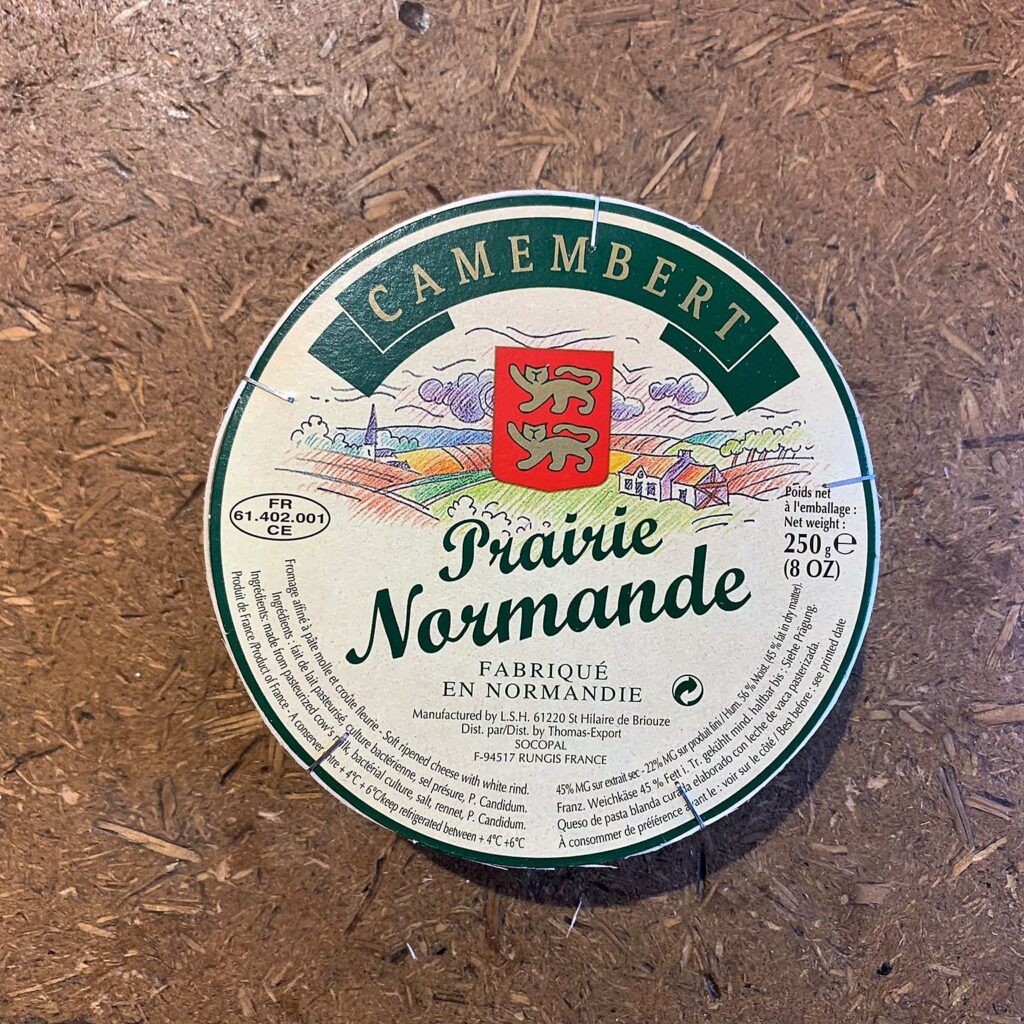 CAMEMBERT
FR
61.402.001
CE
Poids net
à l'emballage :
Net weight :
250 g e
(8 OZ)
Prairie
Normande
FABRIQUÉ
EN NORMANDIE
Manufactured by L.S.H. 61220 St Hilaire de Briouze
Dist. par/Dist. by Thomas-Export
SOCOPAL
F-94517 RUNGIS FRANCE
Fromage affiné à pâte molle et croûte fleurie - Soft ripened cheese with white rind.
Ingrédients : fait de lait pasteurisé, culture bactérienne, sel présure, P. Candidum.
Ingredients: made from pasteurized cow's milk, bactérial culture, salt, rennet, P. Candidum.
Produit de France /Product of France - A conserver entre + 4°C + 6°C/keep refrigerated between + 4°C +6°C
45% MG sur extrait sec - 22% MG sur produit fini / Hum. 56 % Moist. (45 % fat in dry matter).
Franz. Weichkäse 45 % Fett I. Tr. gekühlt mind. haltbar bis : Siehe Prägung.
Queso de pasta blanda curada elaborado con leche de vaca pasterizada.
À consommer de préférence avant le : voir sur le côté / Best before : see printed date